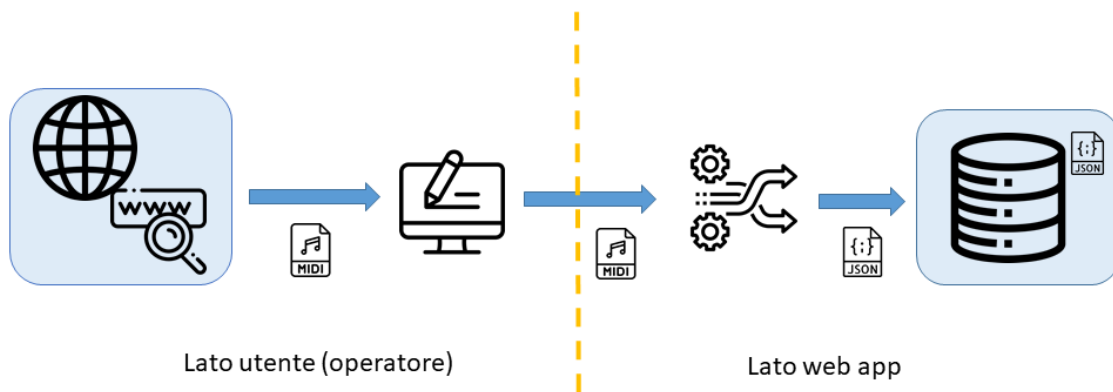 WWW
MIDI
MIDI
{;}
JSON
{;}
JSON
Lato utente (operatore)
Lato web app